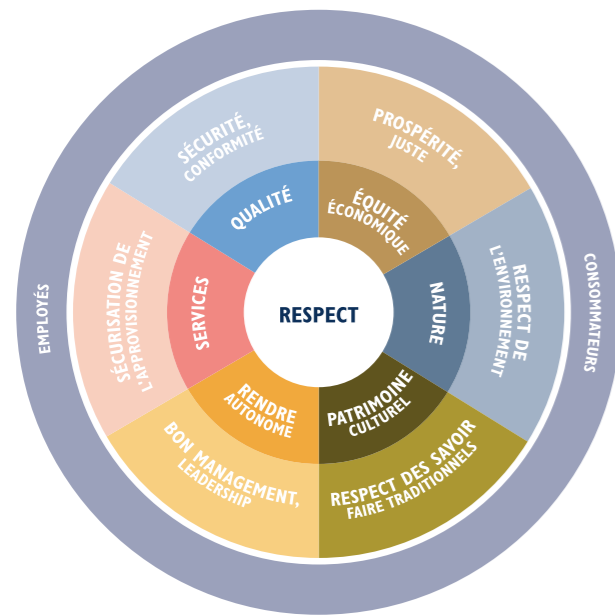 SÉCURITÉ,
CONFORMITÉ
PROSPÉRITÉ,
JUSTE
QUALITÉ
ÉQUITÉ
ÉCONOMIQUE
EMPLOYÉS
SÉCURISATION DE
L'APPROVISIONNEMENT
SERVICES
RESPECT
NATURE
RESPECT DE
L'ENVIRONNEMENT
CONSOMMATEURS
RENDRE
AUTONOME
PATRIMOINE
CULTUREL
BON MANAGEMENT,
LEADERSHIP
RESPECT DES SAVOIR
FAIRE TRADITIONNELS